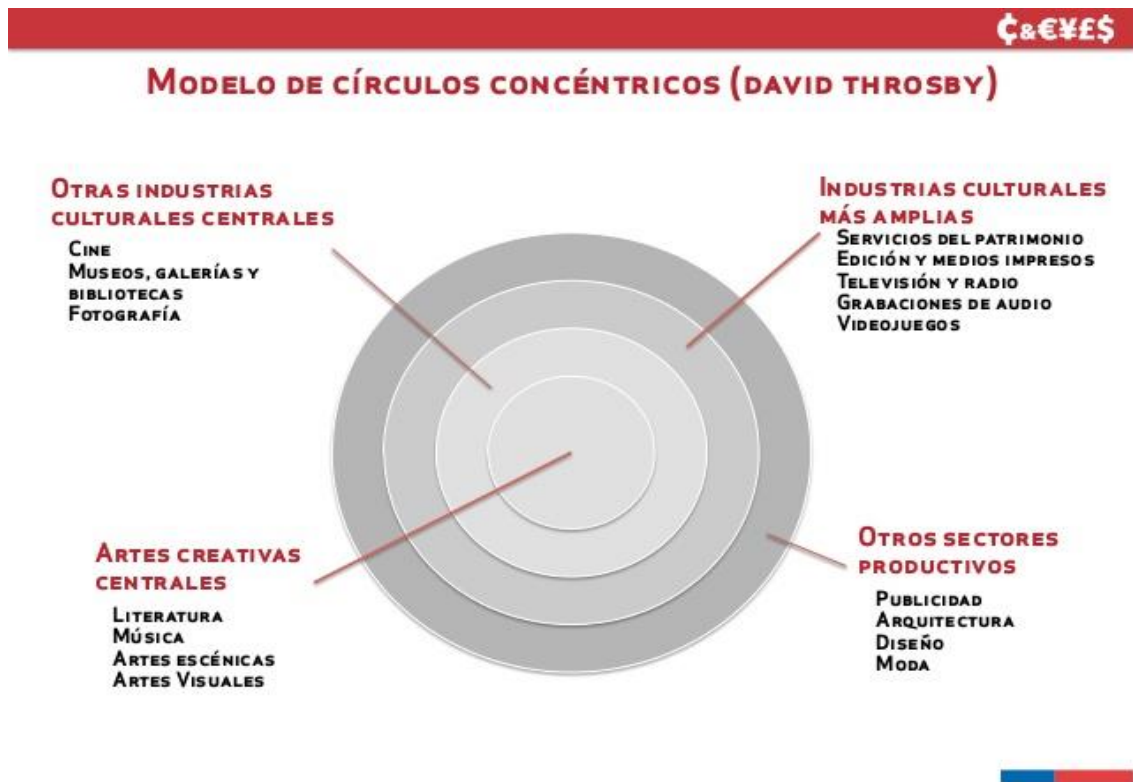 ₵&€¥£$
Modelo de círculos concéntricos (david throsby)
Otras industrias
culturales centrales
Cine
Museos, galerías y
bibliotecas
Fotografía
Industrias culturales
más amplias
Servicios del patrimonio
Edición y medios impresos
Televisión y radio
Grabaciones de audio
Videojuegos
Artes creativas
centrales
Literatura
Música
Artes escénicas
Artes Visuales
Otros sectores
productivos
Publicidad
Arquitectura
Diseño
Moda